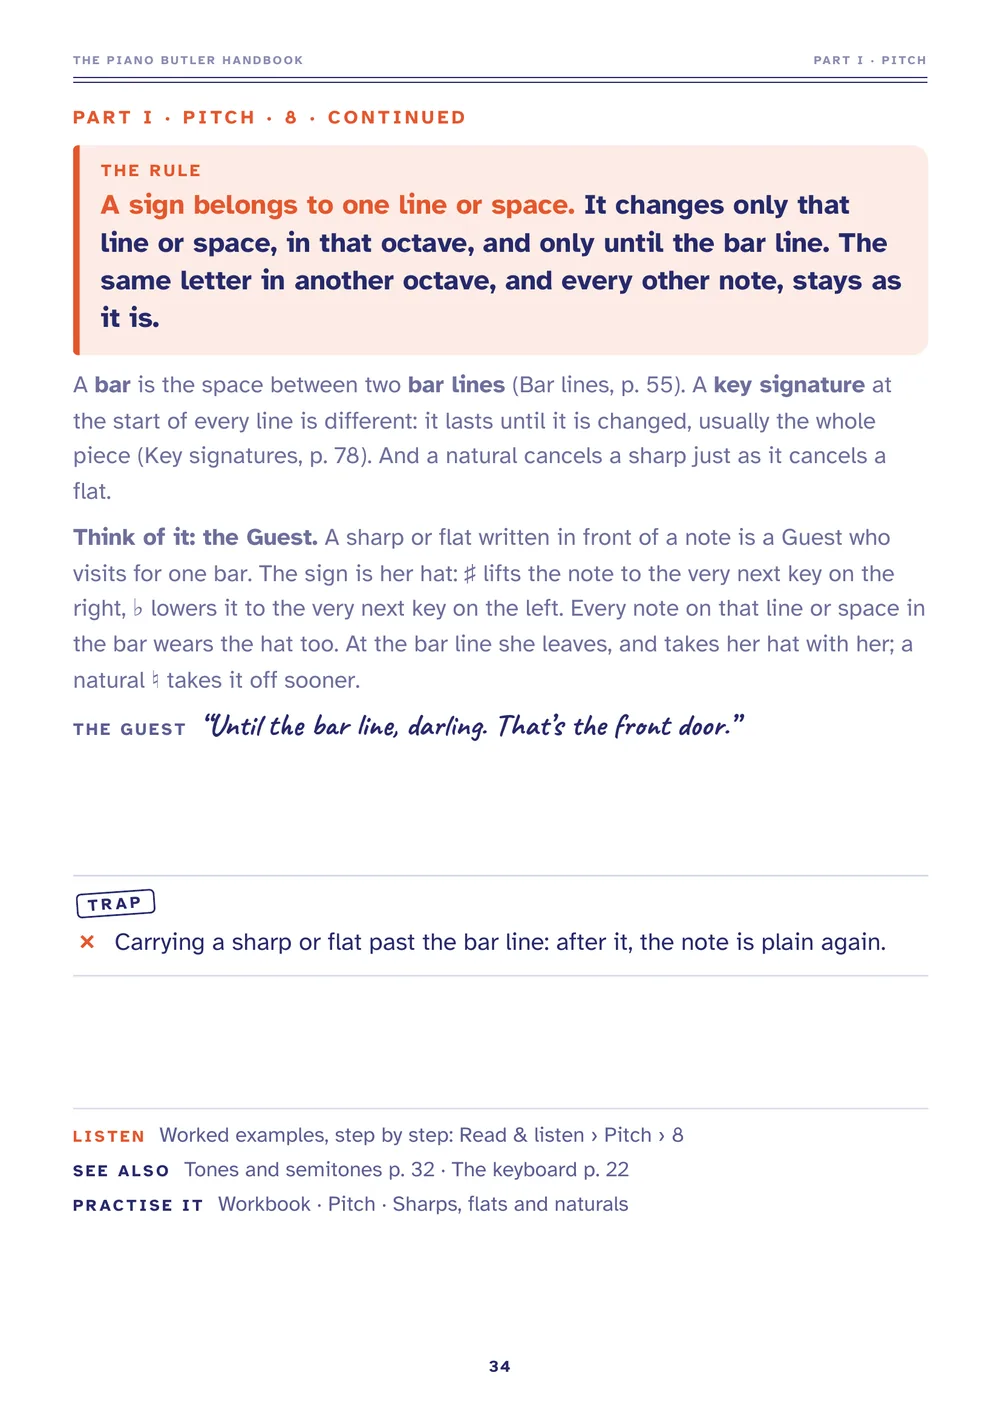 THE PIANO BUTLER HANDBOOK
PART I · PITCH
PART I · PITCH · 8 · CONTINUED
THE RULE
A sign belongs to one line or space. It changes only that
line or space, in that octave, and only until the bar line. The
same letter in another octave, and every other note, stays as
it is.
A bar is the space between two bar lines (Bar lines, p. 55). A key signature at
the start of every line is different: it lasts until it is changed, usually the whole
piece (Key signatures, p. 78). And a natural cancels a sharp just as it cancels a
flat.
Think of it: the Guest. A sharp or flat written in front of a note is a Guest who
visits for one bar. The sign is her hat: ♯ lifts the note to the very next key on the
right, ♭ lowers it to the very next key on the left. Every note on that line or space in
the bar wears the hat too. At the bar line she leaves, and takes her hat with her; a
natural ♮ takes it off sooner.
THE GUEST “Until the bar line, darling. That’s the front door.”
TRAP
× Carrying a sharp or flat past the bar line: after it, the note is plain again.
LISTEN Worked examples, step by step: Read & listen › Pitch › 8
SEE ALSO Tones and semitones p. 32 · The keyboard p. 22
PRACTISE IT Workbook · Pitch · Sharps, flats and naturals
34